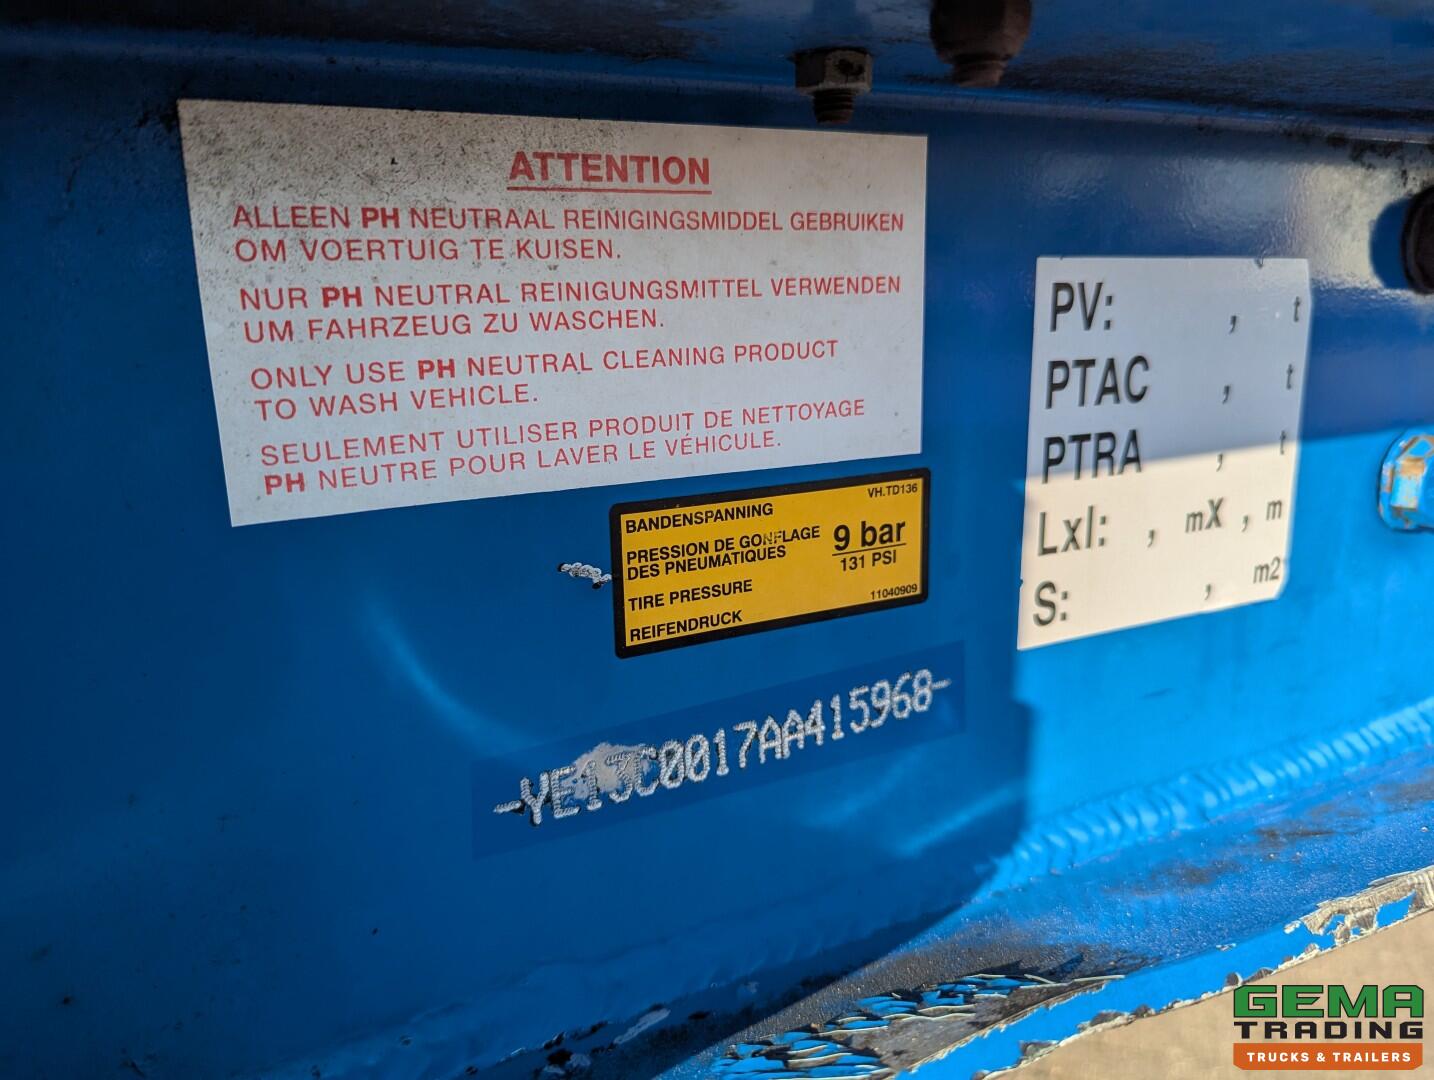 ATTENTION
ALLEEN PH NEUTRAAL REINIGINGSMIDDEL GEBRUIKEN
OM VOERTUIG TE KUISEN.
NUR PH NEUTRAL REINIGUNGSMITTEL VERWENDEN
UM FAHRZEUG ZU WASCHEN.
ONLY USE PH NEUTRAL CLEANING PRODUCT
TO WASH VEHICLE.
SEULEMENT UTILISER PRODUIT DE NETTOYAGE
PH NEUTRE POUR LAVER LE VÉHICULE.
VH.TD136
BANDENSPANNING
PRESSION DE GONFLAGE
DES PNEUMATIQUES
TIRE PRESSURE
REIFENDRUCK
9 bar
131 PSI
11040909
-YE13C0017AA415968-
PV: , t
PTAC , t
PTRA , t
LxI: , mX , m
S: , m2
GEMA
TRADING
TRUCKS & TRAILERS